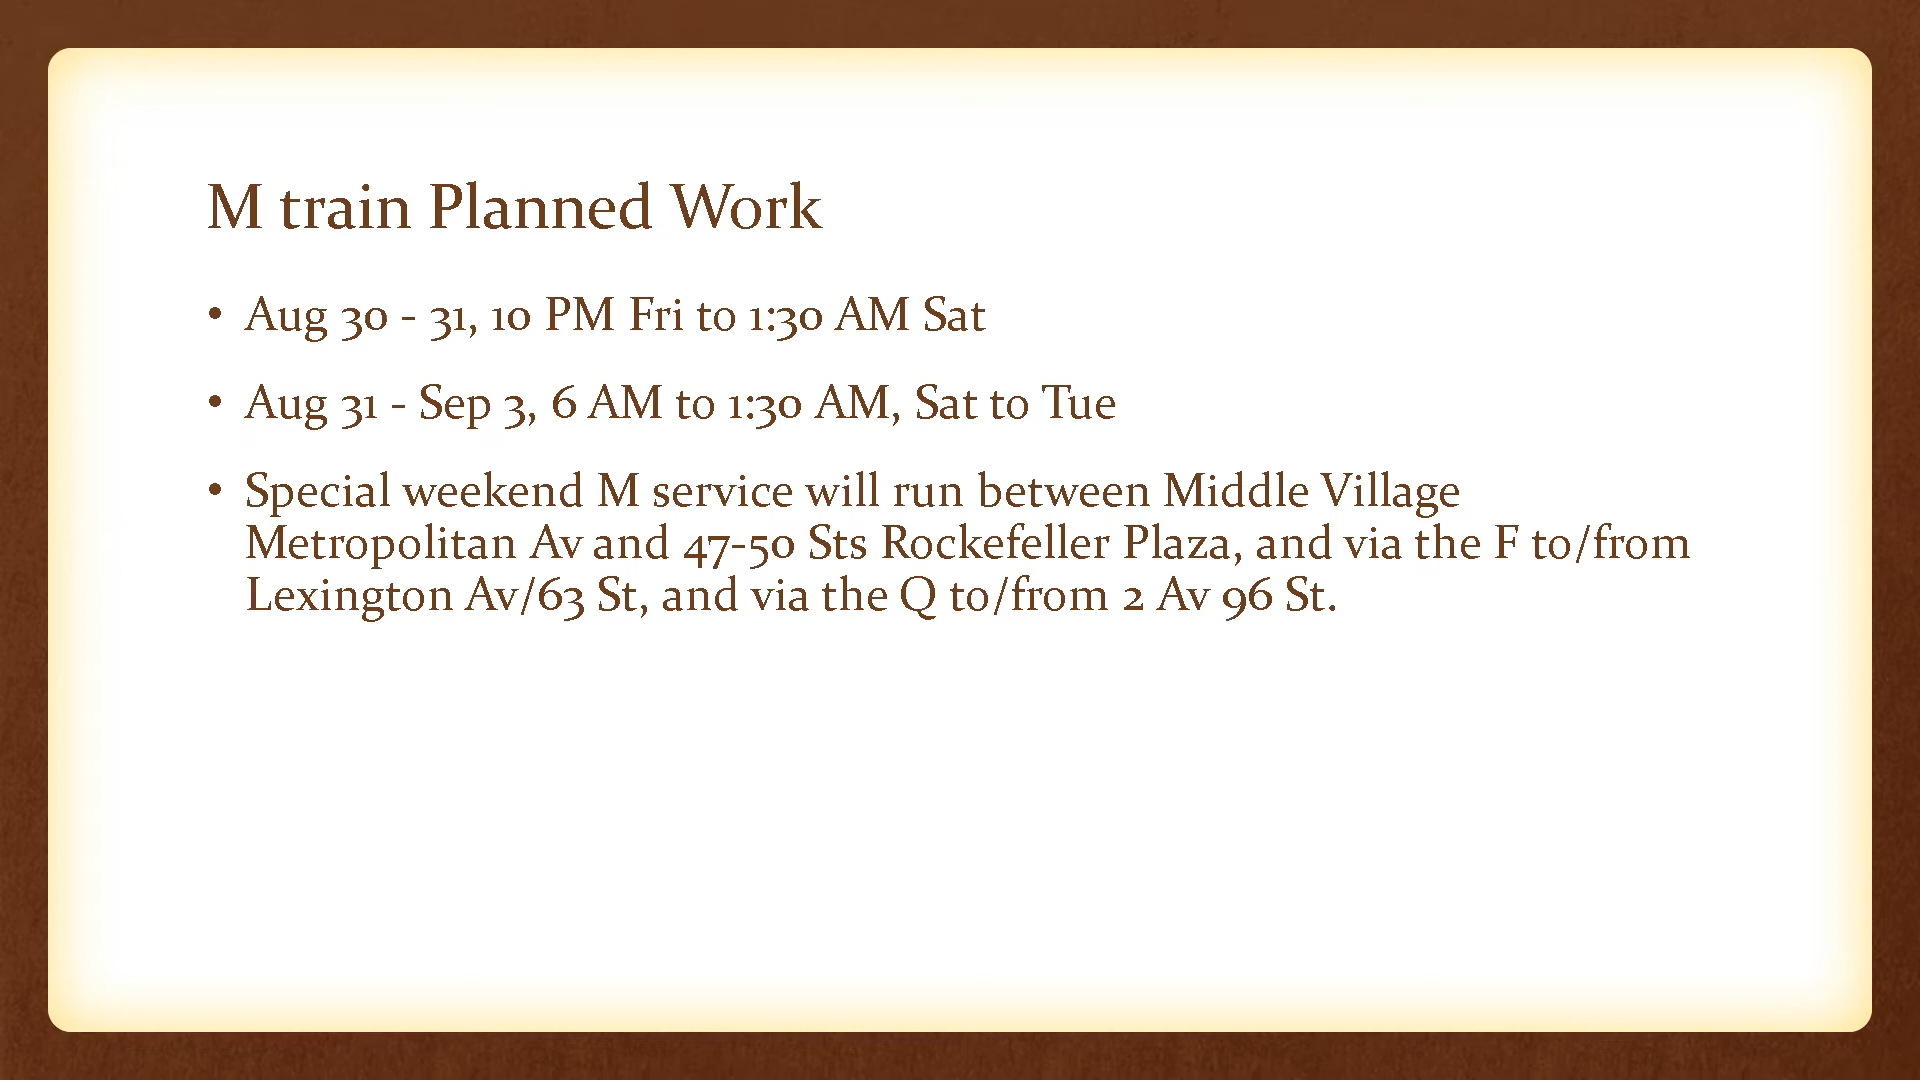 M train Planned Work
• Aug 30 - 31, 10 PM Fri to 1:30 AM Sat
• Aug 31 - Sep 3, 6 AM to 1:30 AM, Sat to Tue
• Special weekend M service will run between Middle Village
Metropolitan Av and 47-50 Sts Rockefeller Plaza, and via the F to/from
Lexington Av/63 St, and via the Q to/from 2 Av 96 St.